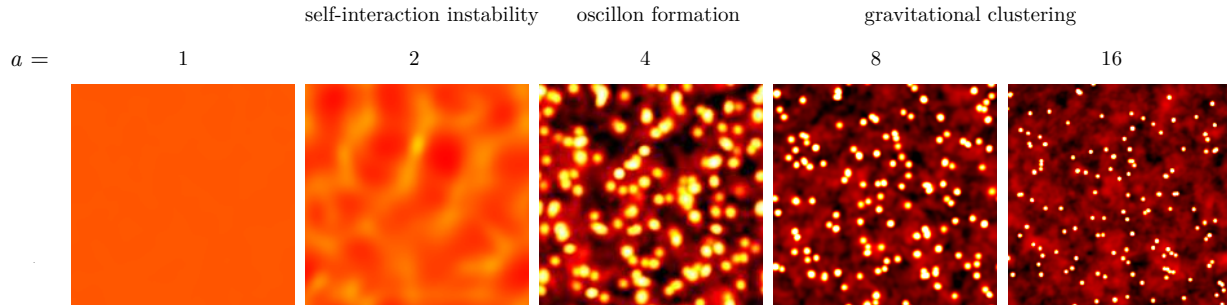 self-interaction instability oscillon formation gravitational clustering
a = 1 2 4 8 16